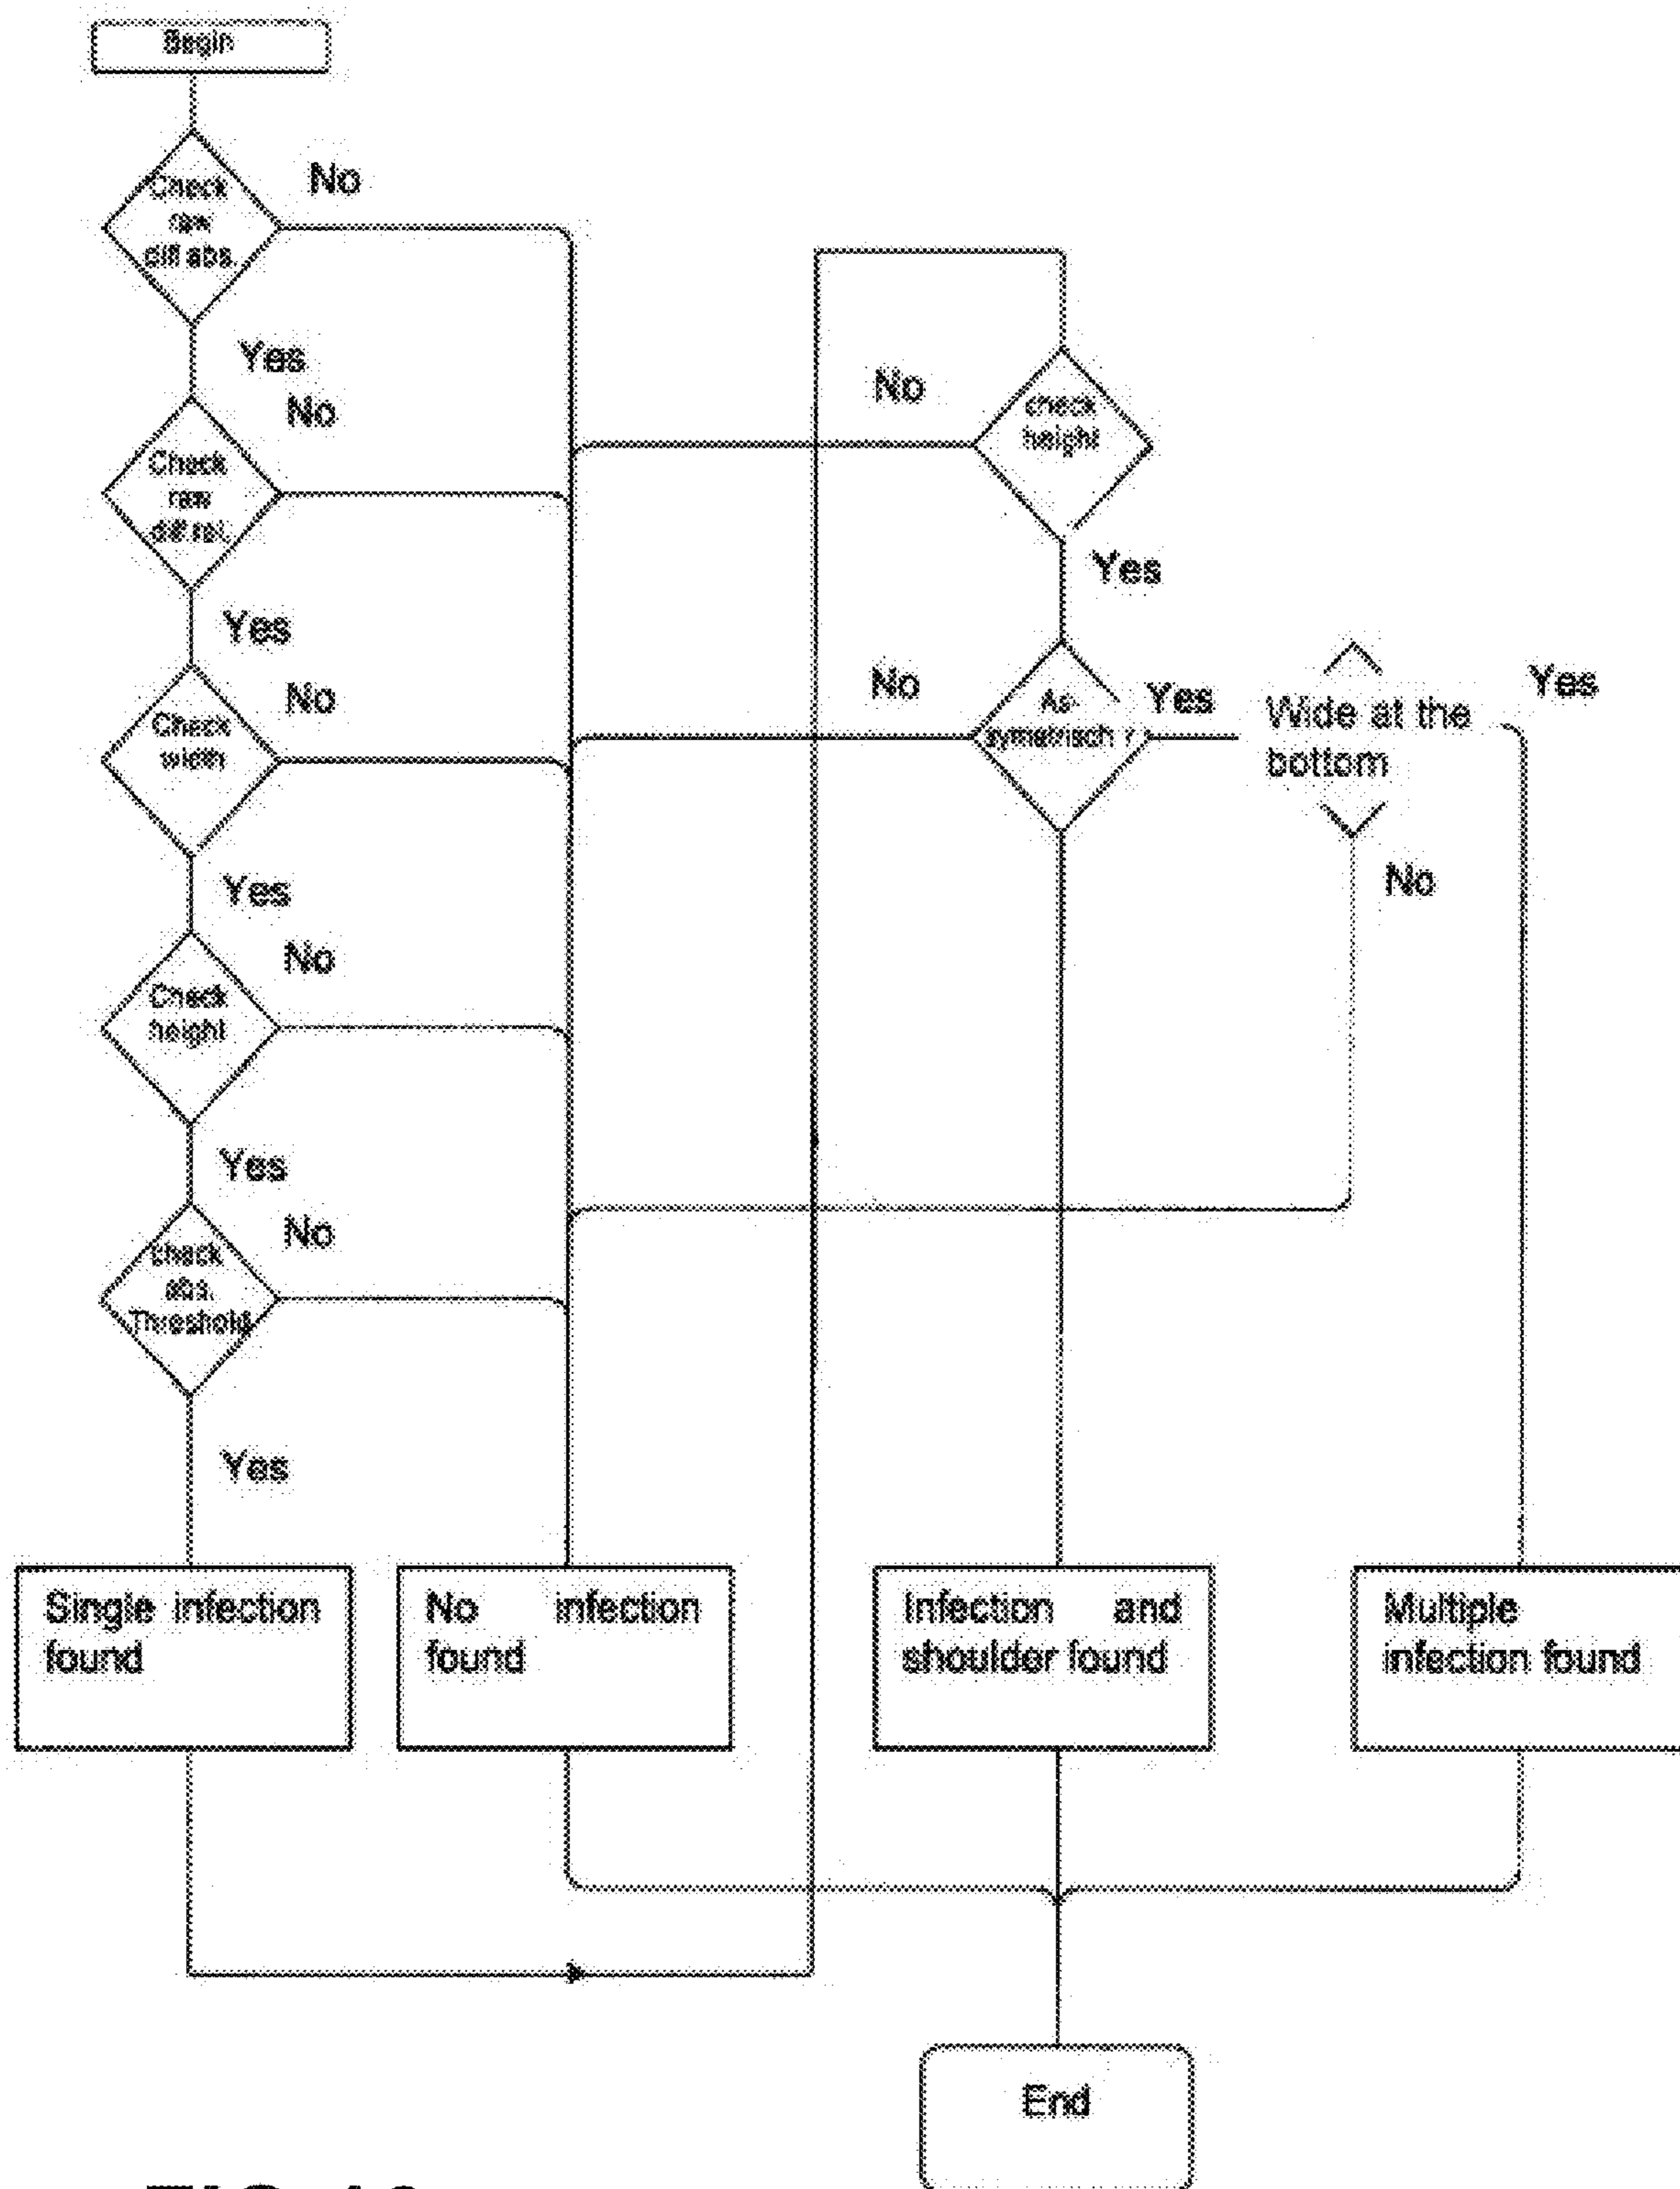 Begin
No
Check
raw
diff abs.
Yes
No
Check
raw
diff.rel.
Yes
No
Check
width
Yes
No
Check
height
Yes
No
check
abs.
Threshold
Yes
No
check
height
Yes
No
As-
symetrisch ?
Yes
Wide at the
bottom
Yes
No
Single infection
found
No infection
found
Infection and
shoulder found
Multiple
infection found
End